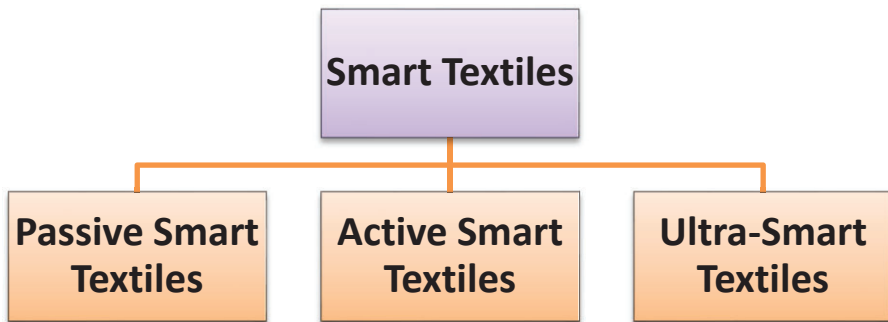 Smart Textiles
Passive Smart
Textiles
Active Smart
Textiles
Ultra-Smart
Textiles